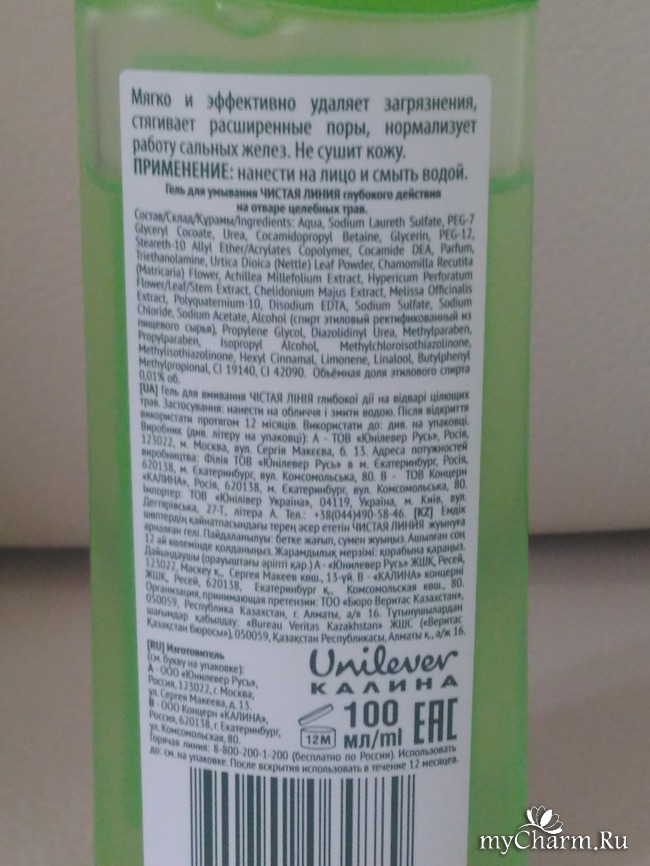 Мягко и эффективно удаляет загрязнения,
стягивает расширенные поры, нормализует
работу сальных желез. Не сушит кожу.
ПРИМЕНЕНИЕ: нанести на лицо и смыть водой.
Гель для умывания ЧИСТАЯ ЛИНИЯ глубокого действия
на отваре целебных трав.
Состав/Склад/Құрамы/Ingredients: Aqua, Sodium Laureth Sulfate, PEG-7
Glyceryl Cocoate, Urea, Cocamidopropyl Betaine, Glycerin, PEG-12,
Steareth-10 Allyl Ether/Acrylates Copolymer, Cocamide DEA, Parfum,
Triethanolamine, Urtica Dioica (Nettle) Leaf Powder, Chamomilla Recutita
(Matricaria) Flower, Achillea Millefolium Extract, Hypericum Perforatum
Flower/Leaf/Stem Extract, Chelidonium Majus Extract, Melissa Officinalis
Extract, Polyquaternium-10, Disodium EDTA, Sodium Sulfate, Sodium
Chloride, Sodium Acetate, Alcohol (спирт этиловый ректификованный из
пищевого сырья), Propylene Glycol, Diazolidinyl Urea, Methylparaben,
Propylparaben, Isopropyl Alcohol, Methylchloroisothiazolinone,
Methylisothiazolinone, Hexyl Cinnamal, Limonene, Linalool, Butylphenyl
Methylpropional, CI 19140, CI 42090. Объёмная доля этилового спирта
0,01% об.
[UA] Гель для вмивання ЧІСТАЯ ЛІНІЯ глибокої дії на відварі цілющих
трав. Застосування: нанести на обличчя і змити водою. Після відкриття
використати протягом 12 місяців. Використати до: див. на упаковці.
Виробник (див. літеру на упаковці): А - ТОВ «Юнілевер Русь», Росія,
123022, м. Москва, вул. Сергія Макєєва, б. 13. Адреса потужностей
виробництва: Філія ТОВ «Юнілевер Русь» в м. Екатеринбург, Росія,
620138, м. Екатеринбург, вул. Комсомольська, 80. В - ТОВ Концерн
«КАЛИНА», Росія, 620138, м. Екатеринбург, вул. Комсомольська, 80.
Імпортер: ТОВ «Юнілівер Україна», 04119, Україна, м. Київ, вул.
Дегтярівська, 27-Т, літера А. Тел.: +38(044)490-58-46. [KZ] Емдік
шөптердің қайнатпасындағы терең әсер ететін ЧИСТАЯ ЛИНИЯ жуынуға
арналған гелі. Пайдаланылуы: бетке жағып, сумен жуыңыз. Ашылған соң
12 ай көлемінде қолданыңыз. Жарамдылық мерзімі: қорабына қараңыз.
Дайындаушы (орауыштағы әріпті қар.) А - «Юнилевер Русь» ЖШҚ, Ресей,
123022, Мәскеу қ., Сергея Макеев көш., 13-үй. В - «КАЛИНА» концерні
ЖШҚ, Ресей, 620138, Екатеринбург қ., Комсомольская көш., 80.
Организация, принимающая претензии: ТОО «Бюро Веритас Казахстан»,
050059, Республика Казахстан, г. Алматы, а/я 16. Тұтынушылардан
шағымдар қабылдау: «Bureau Veritas Kazakhstan» ЖШС («Веритас
Қазақстан бюросы»), 050059, Қазақстан Республикасы, Алматы қ., а/я 16.
[RU] Изготовитель
(см. букву на упаковке):
А - ООО «Юнилевер Русь»,
Россия, 123022, г. Москва,
ул. Сергея Макеева, д. 13.
В - ООО Концерн «КАЛИНА»,
Россия, 620138, г. Екатеринбург,
ул. Комсомольская, 80.
Unilever
КАЛИНА
12M
100
мл/ml
EAC
Горячая линия: 8-800-200-1-200 (бесплатно по России). Использовать
до: см. на упаковке. После вскрытия использовать в течение 12 месяцев.
myCharm.Ru